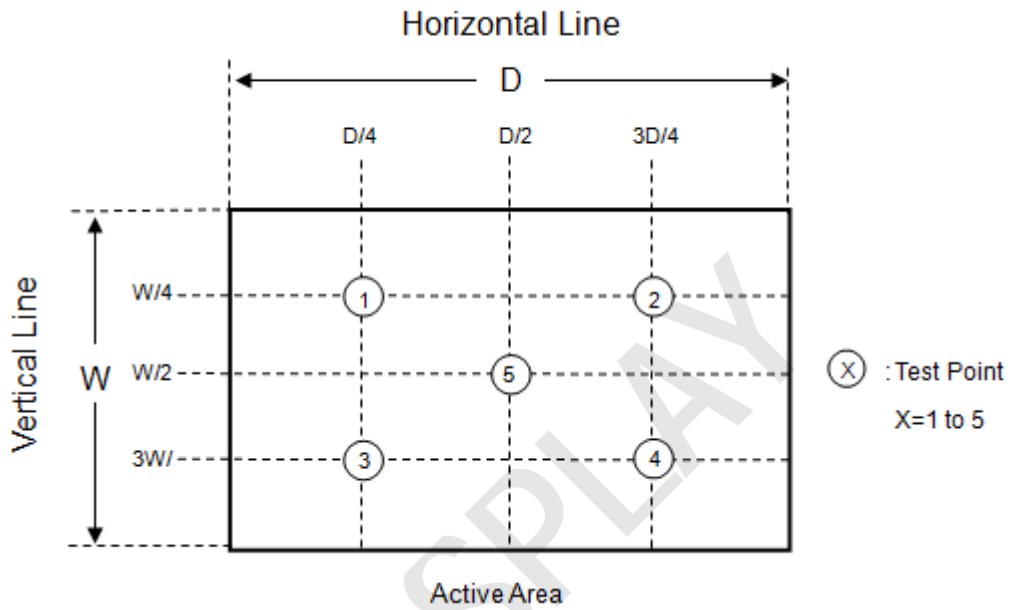 Horizontal Line
D
D/4 D/2 3D/4
Vertical Line
W
W/4
W/2
3W/
1 2
5
3 4
X : Test Point
X=1 to 5
Active Area
SPLAY